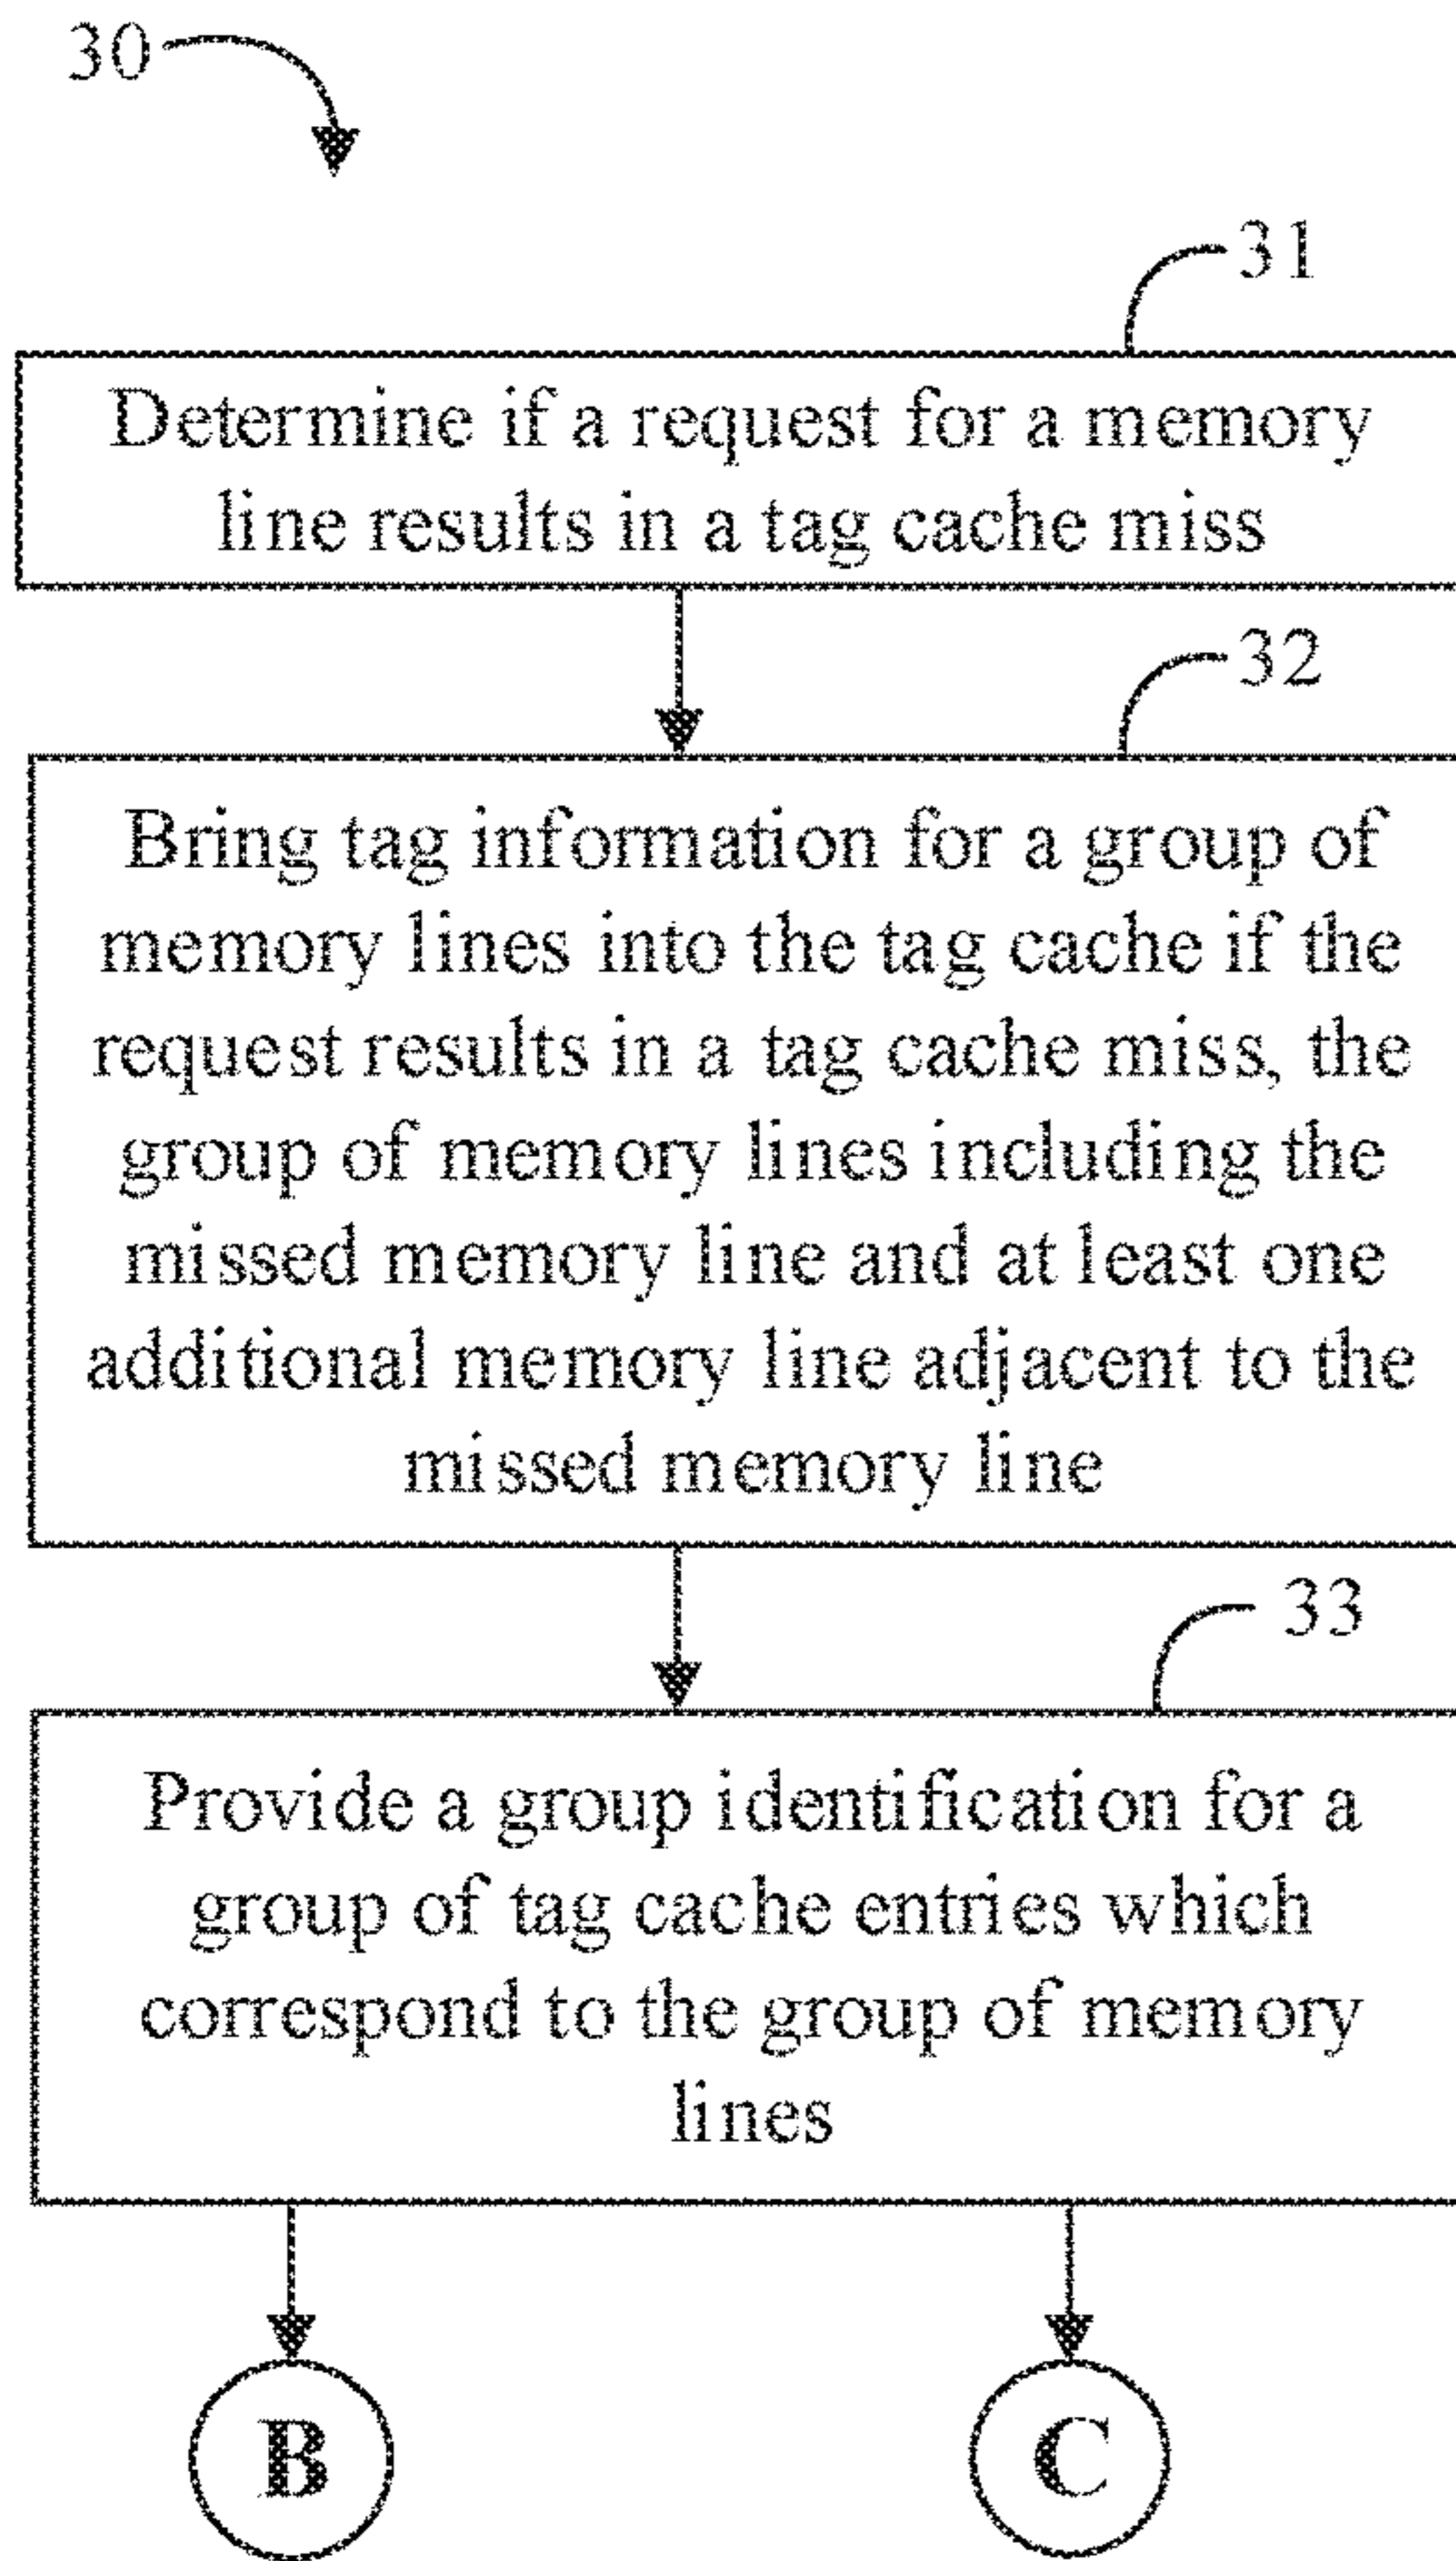 30
31
Determine if a request for a memory
line results in a tag cache miss
32
Bring tag information for a group of
memory lines into the tag cache if the
request results in a tag cache miss, the
group of memory lines including the
missed memory line and at least one
additional memory line adjacent to the
missed memory line
33
Provide a group identification for a
group of tag cache entries which
correspond to the group of memory
lines
B
C